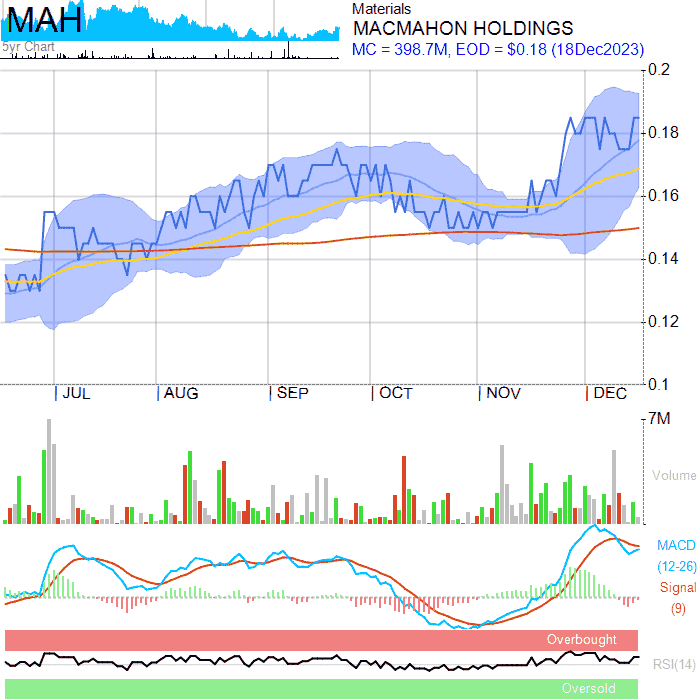 MAH
5yr Chart
Materials
MACMAHON HOLDINGS
MC = 398.7M, EOD = $0.18 (18Dec2023)
0.2
0.18
0.16
0.14
0.12
0.1
JUL
AUG
SEP
OCT
NOV
DEC
7M
Volume
MACD
(12-26)
Signal
(9)
Overbought
RSI(14)
Oversold